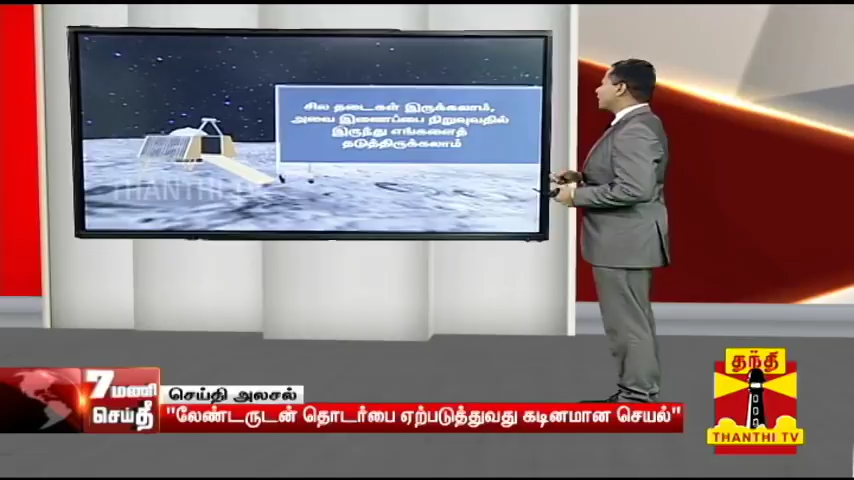 சில தடைகள் இருக்கலாம்,
அவை இணைப்பை நிறுவுவதில்
இருந்து எங்களைத்
தடுத்திருக்கலாம்
THANTHI TV
7 மணி
செய்தி
செய்தி அலசல்
"லேண்டருடன் தொடர்பை ஏற்படுத்துவது கடினமான செயல்"
தந்தி
THANTHI TV